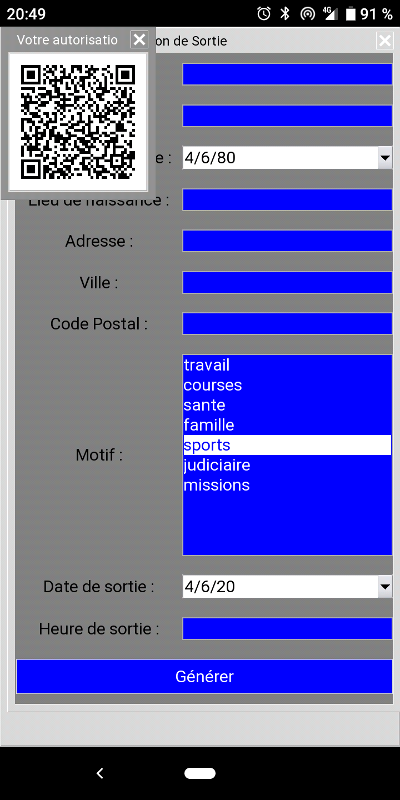 20:49
4G
91 %
Votre autorisatio
on de Sortie
e :
4/6/80
Lieu de naissance :
Adresse :
Ville :
Code Postal :
travail
courses
sante
famille
Motif :
sports
judiciaire
missions
Date de sortie :
4/6/20
Heure de sortie :
Générer